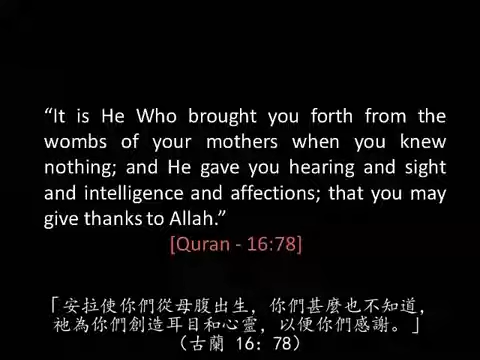 “It is He Who brought you forth from the
wombs of your mothers when you knew
nothing; and He gave you hearing and sight
and intelligence and affections; that you may
give thanks to Allah.”
[Quran - 16:78]
「安拉使你們從母腹出生，你們甚麼也不知道，
祂為你們創造耳目和心靈，以便你們感謝。」
（古蘭 16：78）